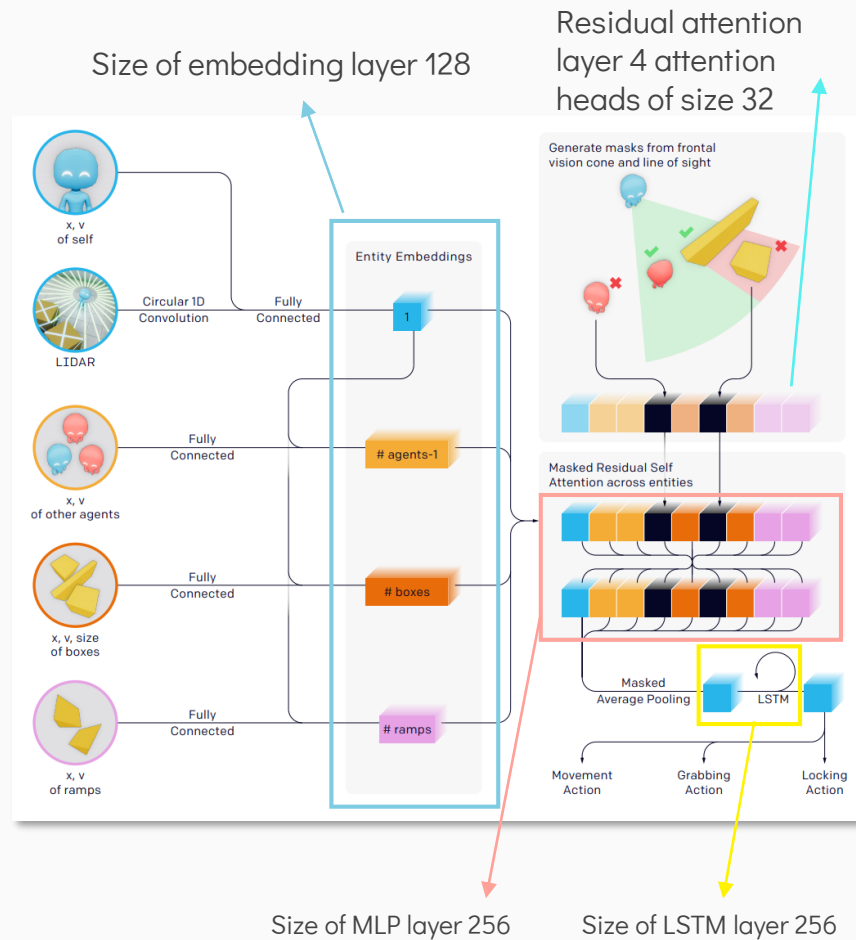 Size of embedding layer 128
Residual attention
layer 4 attention
heads of size 32
x, v
of self
LIDAR
Circular 1D
Convolution
Fully
Connected
x, v
of other agents
Fully
Connected
x, v, size
of boxes
Fully
Connected
x, v
of ramps
Fully
Connected
Entity Embeddings
1
# agents-1
# boxes
# ramps
Generate masks from frontal
vision cone and line of sight
Masked Residual Self
Attention across entities
Masked
Average Pooling
LSTM
Movement
Action
Grabbing
Action
Locking
Action
Size of MLP layer 256
Size of LSTM layer 256